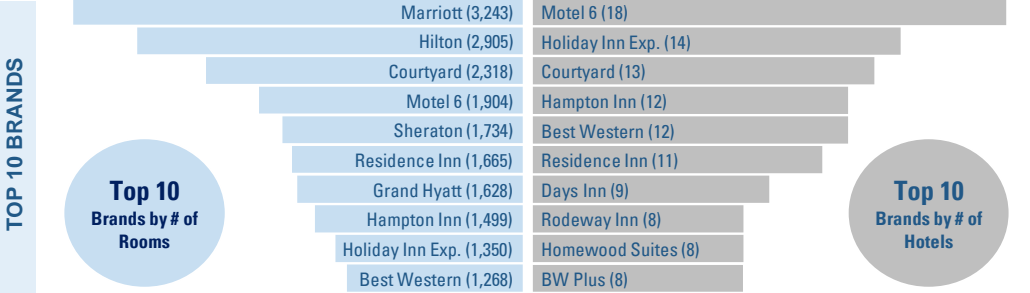 TOP 10 BRANDS
Marriott (3,243)
Hilton (2,905)
Courtyard (2,318)
Motel 6 (1,904)
Sheraton (1,734)
Residence Inn (1,665)
Grand Hyatt (1,628)
Hampton Inn (1,499)
Holiday Inn Exp. (1,350)
Best Western (1,268)
Top 10
Brands by # of
Rooms
Motel 6 (18)
Holiday Inn Exp. (14)
Courtyard (13)
Hampton Inn (12)
Best Western (12)
Residence Inn (11)
Days Inn (9)
Rodeway Inn (8)
Homewood Suites (8)
BW Plus (8)
Top 10
Brands by # of
Hotels